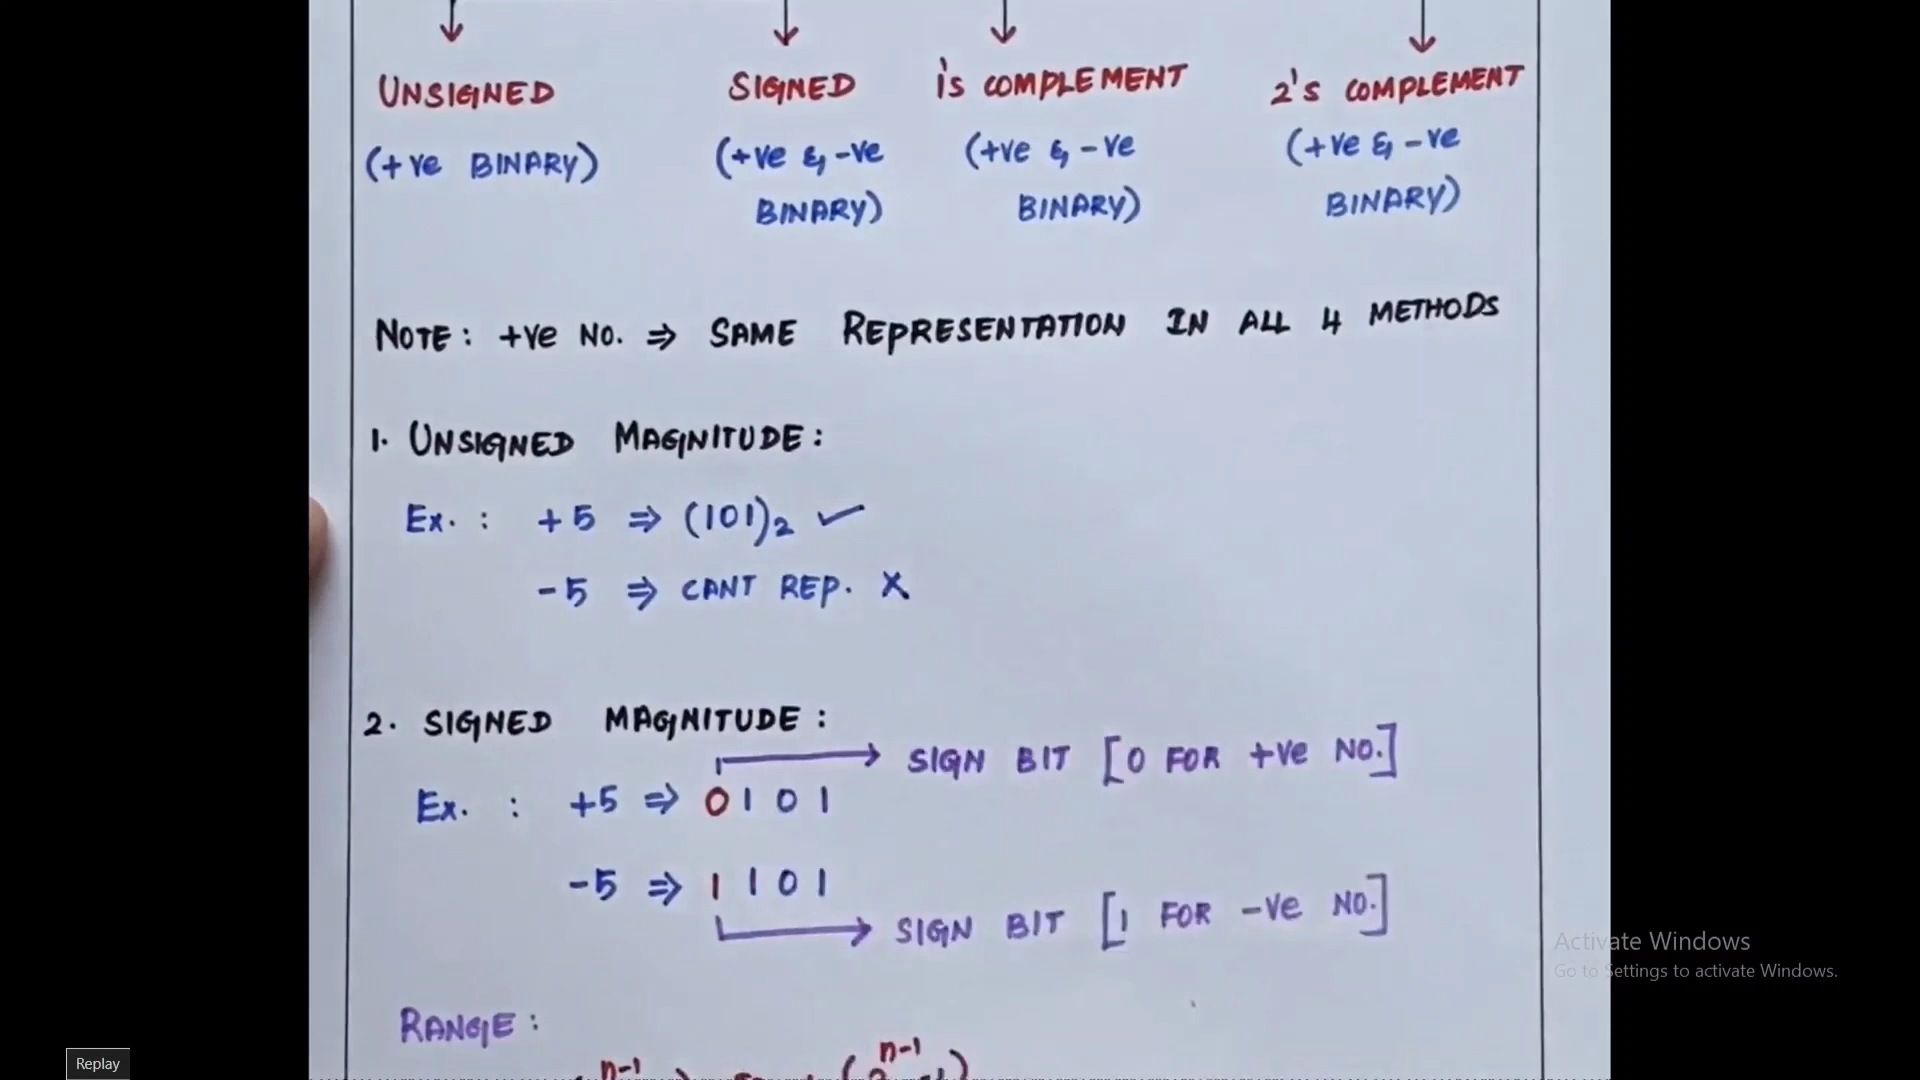 UNSIGNED SIGNED 1's COMPLEMENT 2's COMPLEMENT
(+ve BINARY) (+ve & -ve BINARY) (+ve & -ve BINARY) (+ve & -ve BINARY)
NOTE: +ve NO. ⇒ SAME REPRESENTATION IN ALL 4 METHODS
1. UNSIGNED MAGNITUDE:
Ex. : +5 ⇒ (101)2 ✓
-5 ⇒ CANT REP. X
2. SIGNED MAGNITUDE:
SIGN BIT [0 FOR +ve NO.]
Ex. : +5 ⇒ 0101
-5 ⇒ 1101
SIGN BIT [1 FOR -ve NO.]
RANGE:
n-1 n-1
Activate Windows
Go to Settings to activate Windows.
Replay